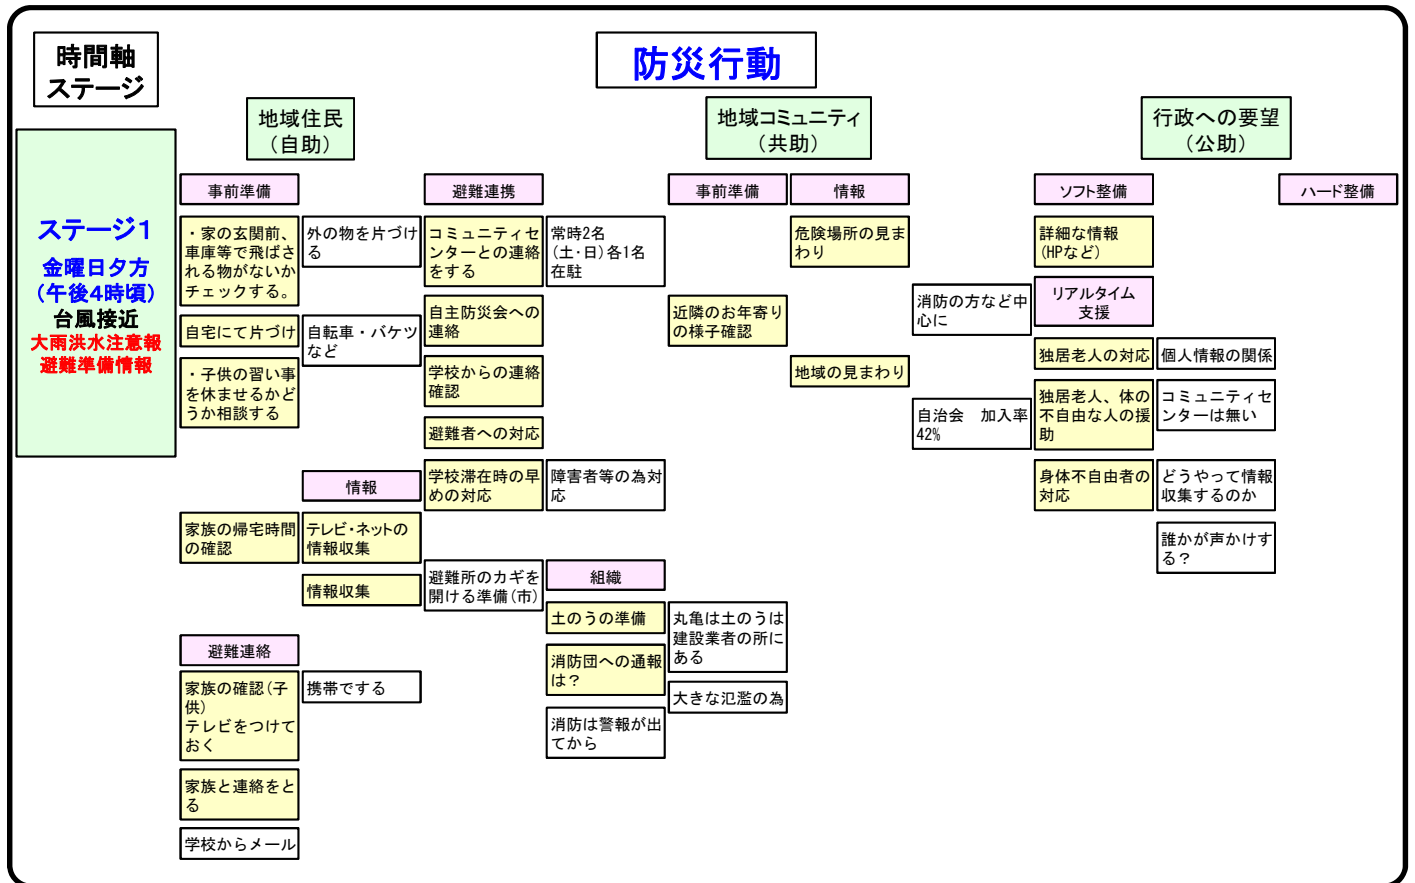 時間軸
ステージ
防災行動
地域住民
（自助）
地域コミュニティ
（共助）
行政への要望
（公助）
ステージ１
金曜日夕方
（午後4時頃）
台風接近
大雨洪水注意報
避難準備情報
事前準備
・家の玄関前、
車庫等で飛ばさ
れる物がないか
チェックする。
外の物を片づけ
る
自宅にて片づけ
自転車・バケツ
など
・子供の習い事
を休ませるかど
うか相談する
情報
家族の帰宅時間
の確認
テレビ・ネットの
情報収集
情報収集
避難連絡
家族の確認（子
供）
テレビをつけて
おく
携帯でする
家族と連絡をと
る
学校からメール
避難連携
コミュニティセ
ンターとの連絡
をする
常時2名
（土・日）各1名
在駐
自主防災会への
連絡
学校からの連絡
確認
避難者への対応
学校滞在時の早
めの対応
障害者等の為対
応
避難所のカギを
開ける準備（市）
組織
土のうの準備
丸亀は土のうは
建設業者の所に
ある
消防団への通報
は？
大きな氾濫の為
消防は警報が出
てから
事前準備
近隣のお年寄り
の様子確認
情報
危険場所の見ま
わり
消防の方など中
心に
地域の見まわり
自治会　加入率
42%
ソフト整備
詳細な情報
（HPなど）
リアルタイム
支援
独居老人の対応
個人情報の関係
独居老人、体の
不自由な人の援
助
コミュニティセ
ンターは無い
身体不自由者の
対応
どうやって情報
収集するのか
誰かが声かけす
る？
ハード整備